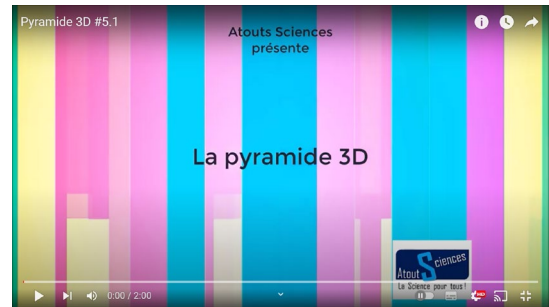 Pyramide 3D #5.1
Atouts Sciences
présente
La pyramide 3D
Atout Sciences
La Science pour tous !
0:00 / 2:00
HD